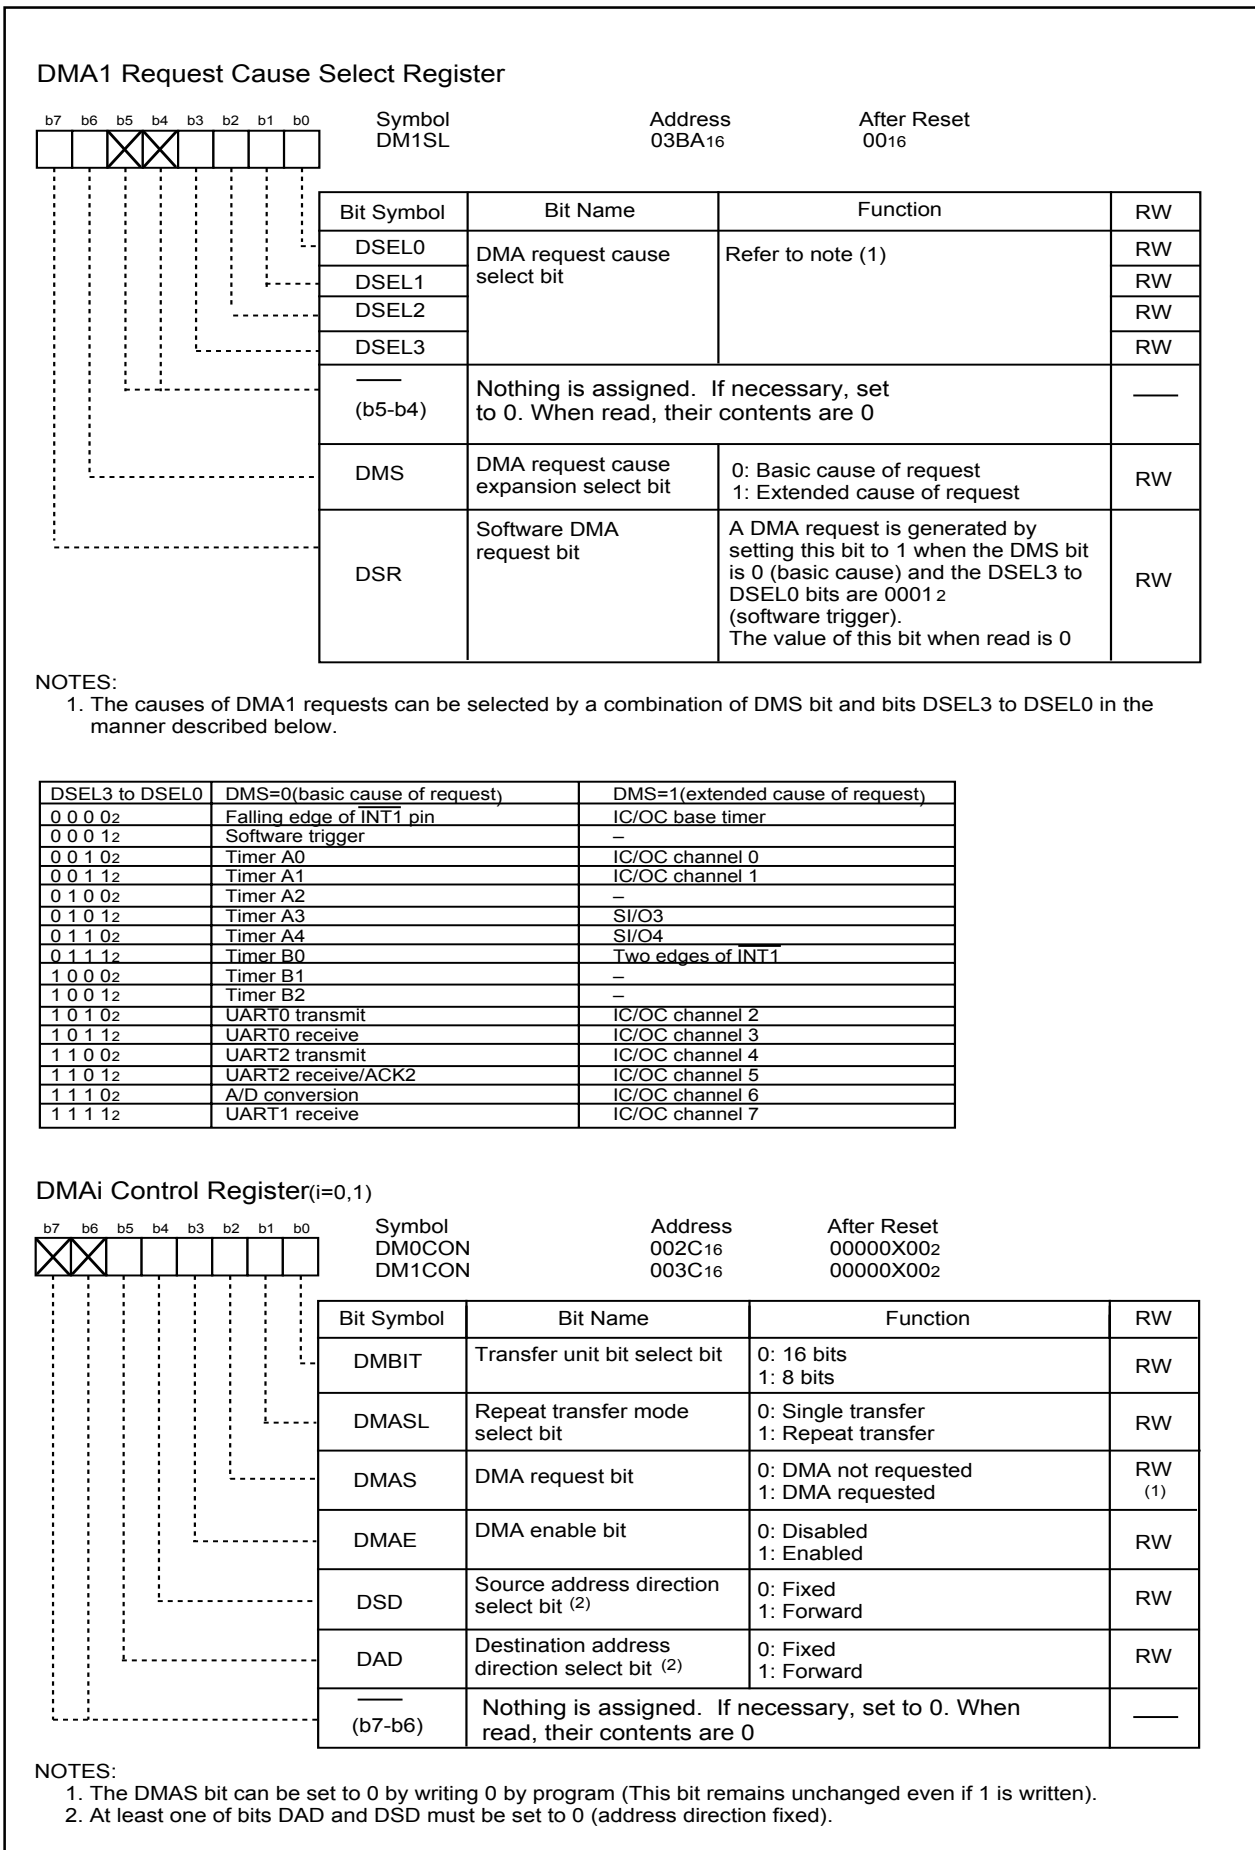 DMA1 Request Cause Select Register
b7 b6 b5 b4 b3 b2 b1 b0
Symbol Address After Reset
DM1SL 03BA16 0016
Bit Symbol Bit Name Function RW
DSEL0 DMA request cause select bit Refer to note (1) RW
DSEL1 RW
DSEL2 RW
DSEL3 RW
(b5-b4) Nothing is assigned. If necessary, set
to 0. When read, their contents are 0
DMS DMA request cause expansion select bit 0: Basic cause of request RW
1: Extended cause of request
DSR Software DMA request bit A DMA request is generated by RW
setting this bit to 1 when the DMS bit
is 0 (basic cause) and the DSEL3 to
DSEL0 bits are 00012
(software trigger).
The value of this bit when read is 0
NOTES:
1. The causes of DMA1 requests can be selected by a combination of DMS bit and bits DSEL3 to DSEL0 in the
manner described below.
DSEL3 to DSEL0 DMS=0(basic cause of request) DMS=1(extended cause of request)
0 0 0 02 Falling edge of INT1 pin IC/OC base timer
0 0 0 12 Software trigger –
0 0 1 02 Timer A0 IC/OC channel 0
0 0 1 12 Timer A1 IC/OC channel 1
0 1 0 02 Timer A2 –
0 1 0 12 Timer A3 SI/O3
0 1 1 02 Timer A4 SI/O4
0 1 1 12 Timer B0 Two edges of INT1
1 0 0 02 Timer B1 –
1 0 0 12 Timer B2 –
1 0 1 02 UART0 transmit IC/OC channel 2
1 0 1 12 UART0 receive IC/OC channel 3
1 1 0 02 UART2 transmit IC/OC channel 4
1 1 0 12 UART2 receive/ACK2 IC/OC channel 5
1 1 1 02 A/D conversion IC/OC channel 6
1 1 1 12 UART1 receive IC/OC channel 7
DMAi Control Register(i=0,1)
b7 b6 b5 b4 b3 b2 b1 b0
Symbol Address After Reset
DM0CON 002C16 00000X002
DM1CON 003C16 00000X002
Bit Symbol Bit Name Function RW
DMBIT Transfer unit bit select bit 0: 16 bits RW
1: 8 bits
DMASL Repeat transfer mode select bit 0: Single transfer RW
1: Repeat transfer
DMAS DMA request bit 0: DMA not requested RW
1: DMA requested (1)
DMAE DMA enable bit 0: Disabled RW
1: Enabled
DSD Source address direction select bit (2) 0: Fixed RW
1: Forward
DAD Destination address direction select bit (2) 0: Fixed RW
1: Forward
(b7-b6) Nothing is assigned. If necessary, set to 0. When
read, their contents are 0
NOTES:
1. The DMAS bit can be set to 0 by writing 0 by program (This bit remains unchanged even if 1 is written).
2. At least one of bits DAD and DSD must be set to 0 (address direction fixed).